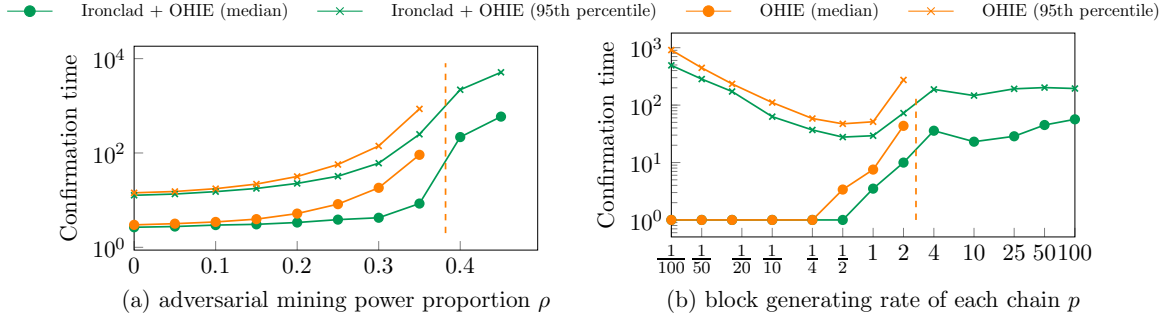 Ironclad + OHIE (median) Ironclad + OHIE (95th percentile) OHIE (median) OHIE (95th percentile)
Confirmation time
10^4
10^2
10^0
0 0.1 0.2 0.3 0.4
(a) adversarial mining power proportion ρ
Confirmation time
10^3
10^2
10^1
10^0
1/100 1/50 1/20 1/10 1/4 1/2 1 2 4 10 25 50 100
(b) block generating rate of each chain p